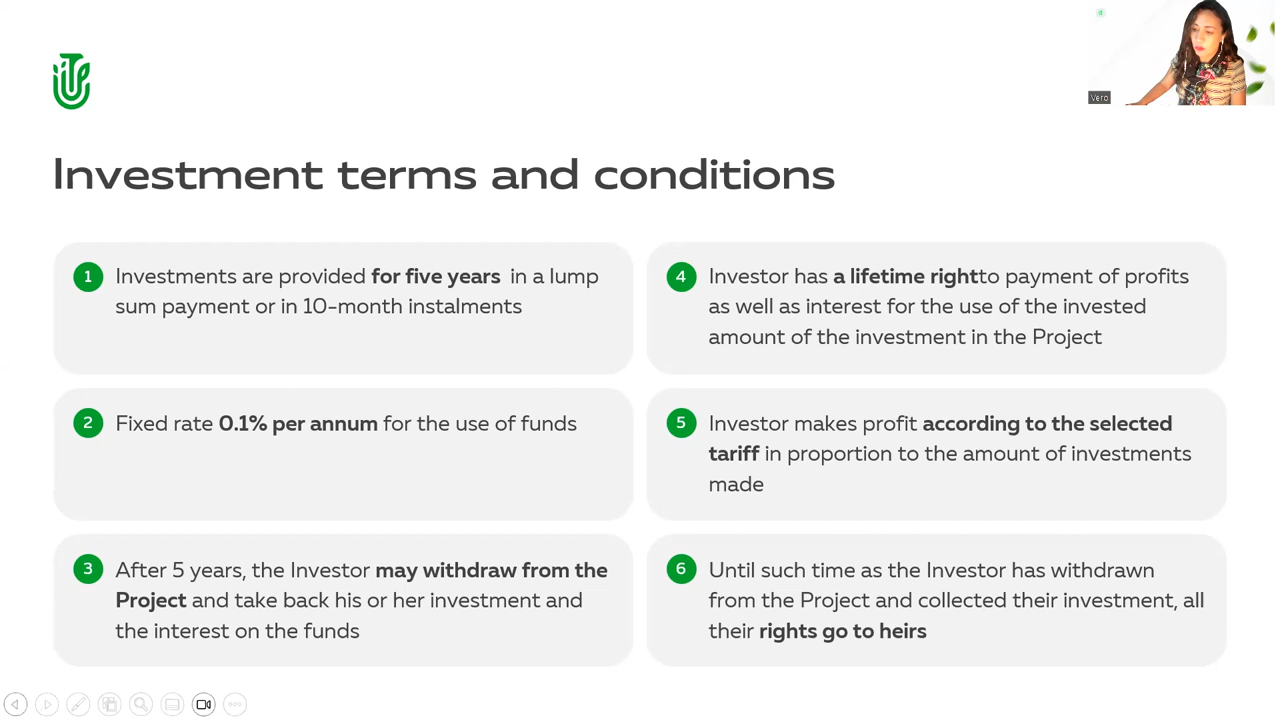 Vero
Investment terms and conditions
1
Investments are provided for five years in a lump
sum payment or in 10-month instalments
2
Fixed rate 0.1% per annum for the use of funds
3
After 5 years, the Investor may withdraw from the
Project and take back his or her investment and
the interest on the funds
4
Investor has a lifetime rightto payment of profits
as well as interest for the use of the invested
amount of the investment in the Project
5
Investor makes profit according to the selected
tariff in proportion to the amount of investments
made
6
Until such time as the Investor has withdrawn
from the Project and collected their investment, all
their rights go to heirs